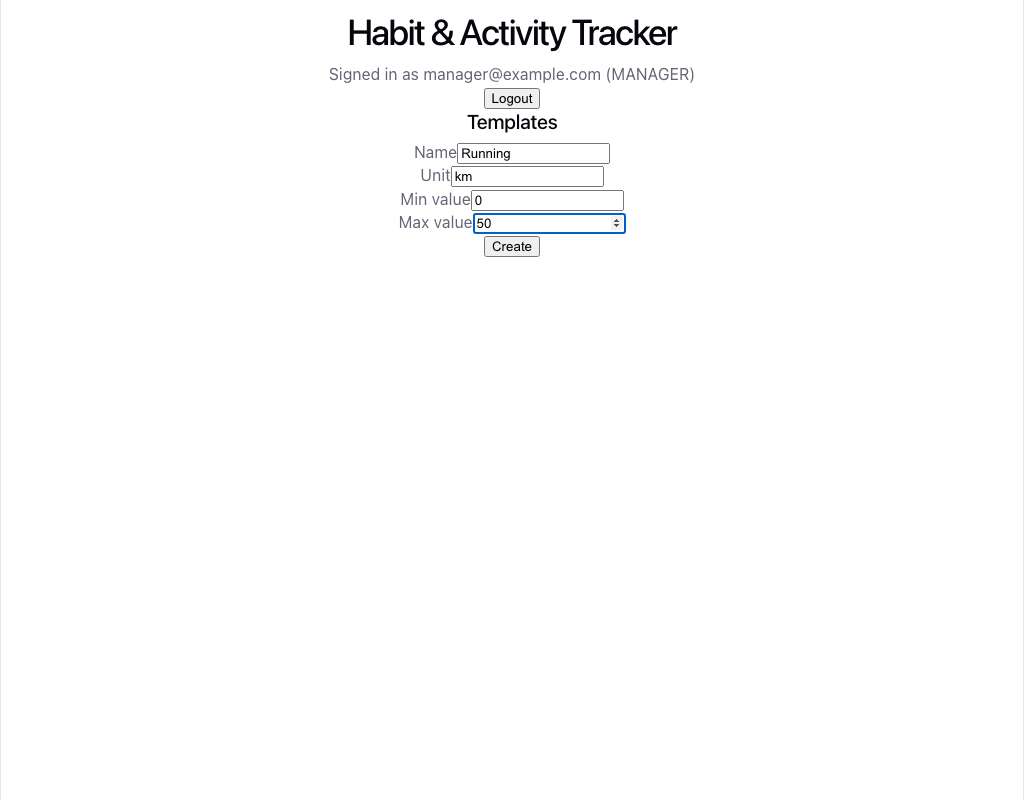 Habit & Activity Tracker
Signed in as manager@example.com (MANAGER)
Logout
Templates
Name Running
Unit km
Min value 0
Max value 50
Create